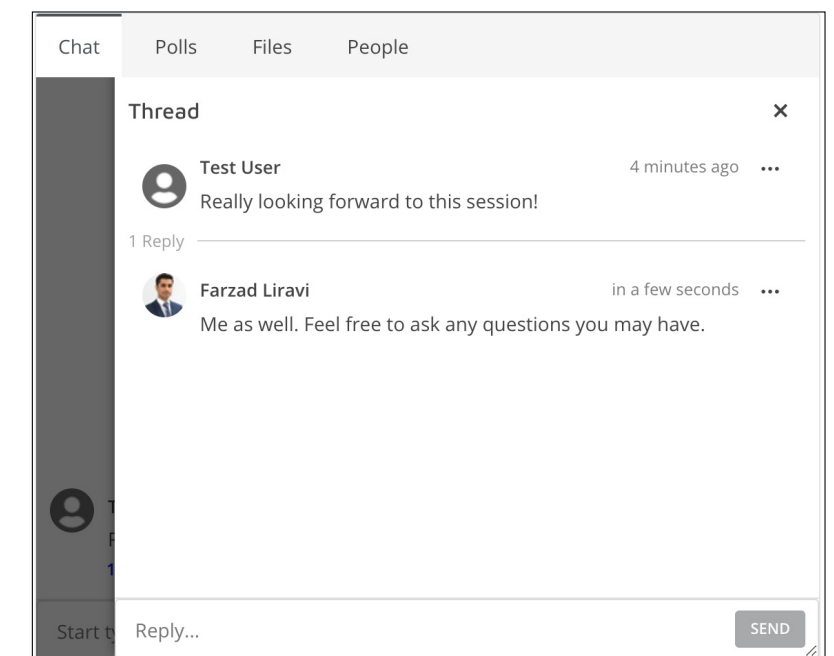 Chat Polls Files People
Thread
Test User 4 minutes ago
Really looking forward to this session!
1 Reply
Farzad Liravi in a few seconds
Me as well. Feel free to ask any questions you may have.
Start
Reply...
SEND